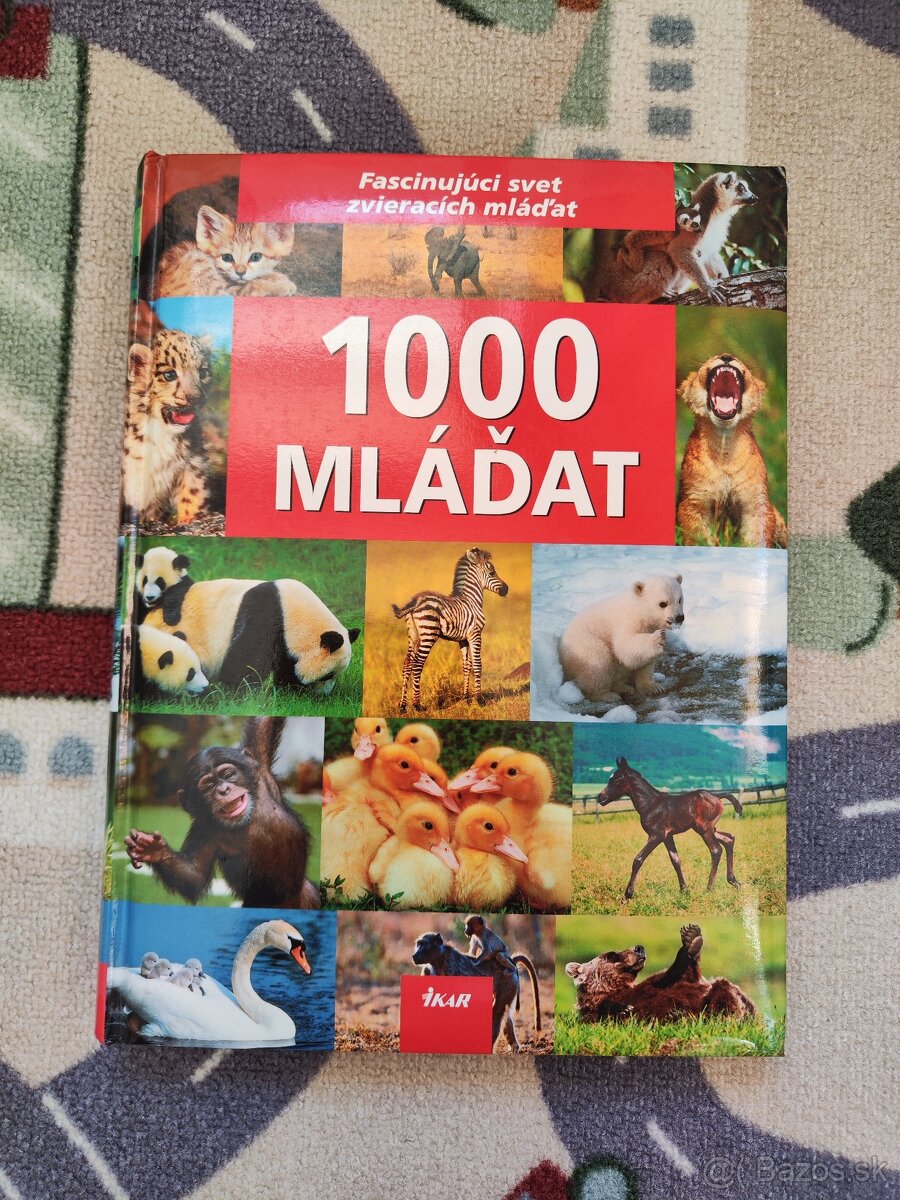 Fascinujúci svet
zvieracích mláďat
1000
MLÁĎAT
IKAR
@ Bazos.sk